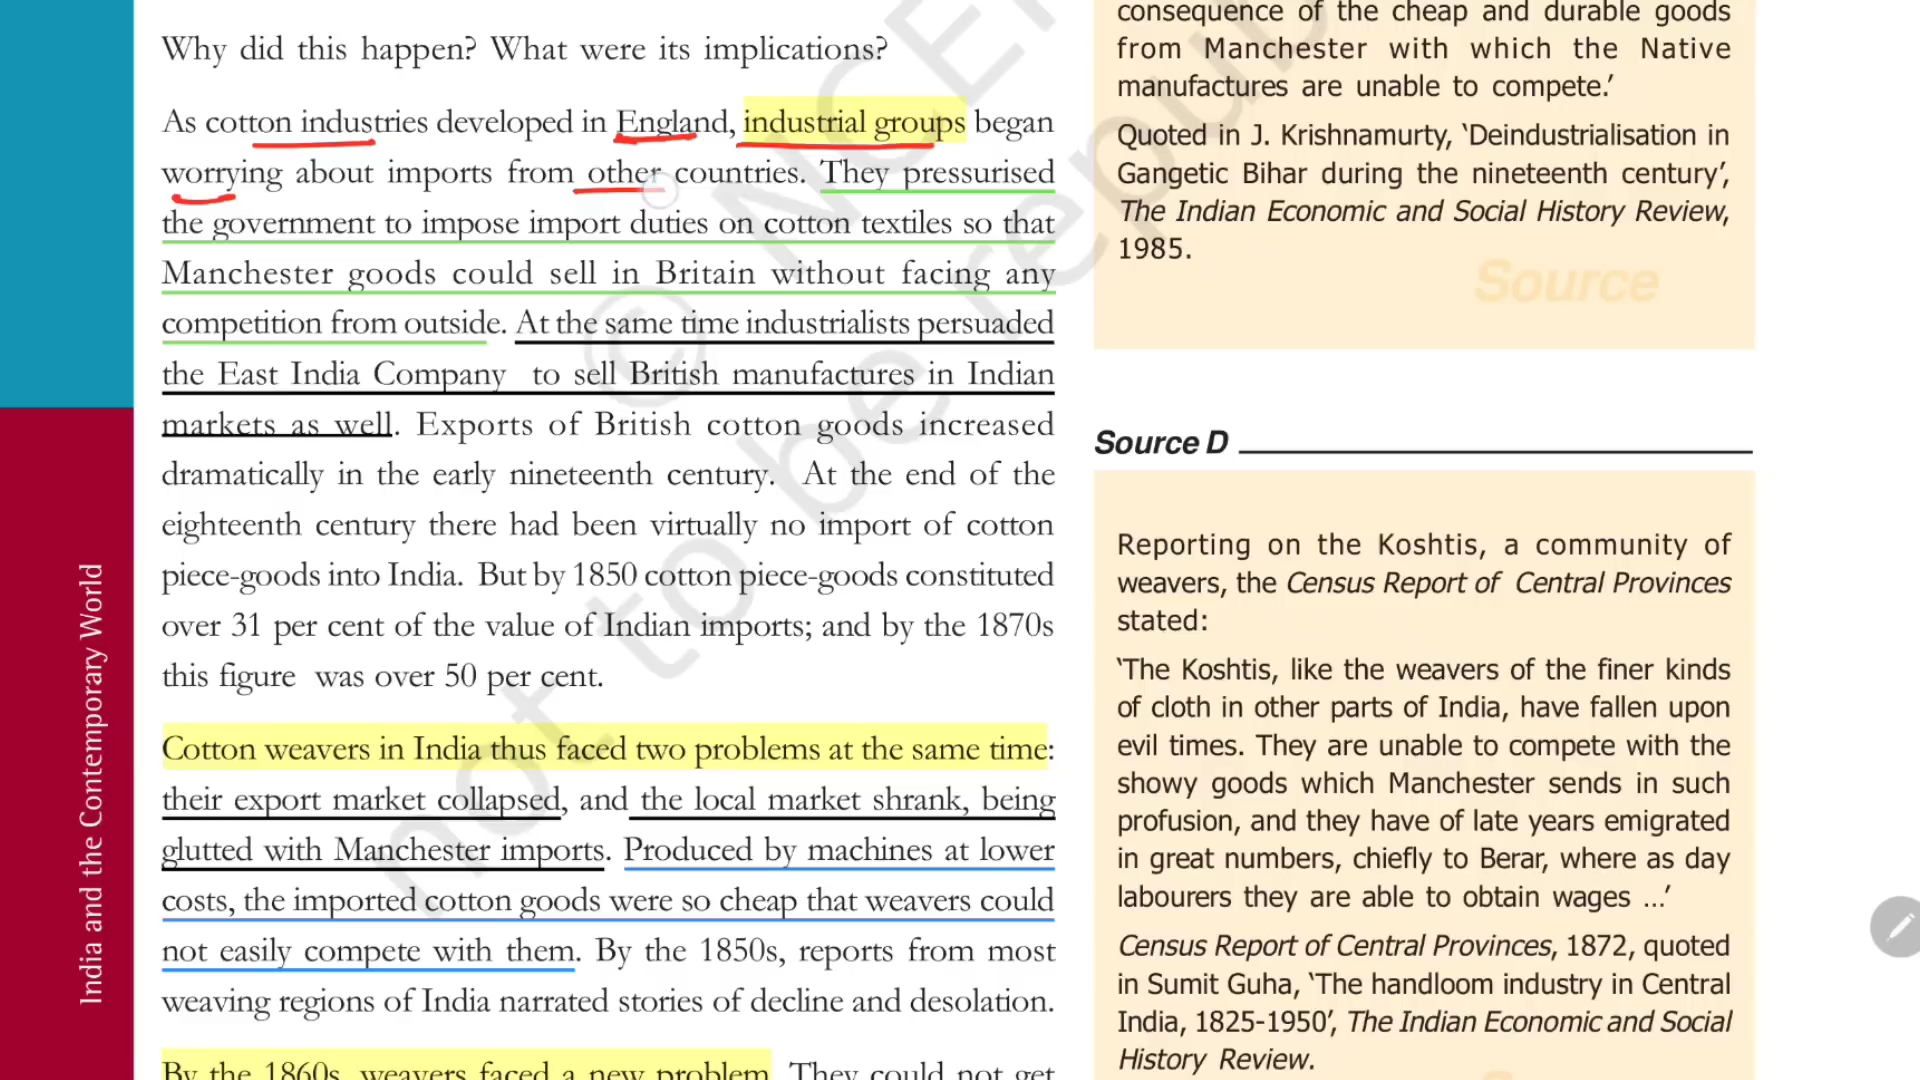 Why did this happen? What were its implications?
As cotton industries developed in England, industrial groups began
worrying about imports from other countries. They pressurised
the government to impose import duties on cotton textiles so that
Manchester goods could sell in Britain without facing any
competition from outside. At the same time industrialists persuaded
the East India Company to sell British manufactures in Indian
markets as well. Exports of British cotton goods increased
dramatically in the early nineteenth century. At the end of the
eighteenth century there had been virtually no import of cotton
piece-goods into India. But by 1850 cotton piece-goods constituted
over 31 per cent of the value of Indian imports; and by the 1870s
this figure was over 50 per cent.
Cotton weavers in India thus faced two problems at the same time:
their export market collapsed, and the local market shrank, being
glutted with Manchester imports. Produced by machines at lower
costs, the imported cotton goods were so cheap that weavers could
not easily compete with them. By the 1850s, reports from most
weaving regions of India narrated stories of decline and desolation.
By the 1860s, weavers faced a new problem. They could not get
consequence of the cheap and durable goods
from Manchester with which the Native
manufactures are unable to compete.’
Quoted in J. Krishnamurty, ‘Deindustrialisation in
Gangetic Bihar during the nineteenth century’,
The Indian Economic and Social History Review,
1985.
Source
Source D
Reporting on the Koshtis, a community of
weavers, the Census Report of Central Provinces
stated:
‘The Koshtis, like the weavers of the finer kinds
of cloth in other parts of India, have fallen upon
evil times. They are unable to compete with the
showy goods which Manchester sends in such
profusion, and they have of late years emigrated
in great numbers, chiefly to Berar, where as day
labourers they are able to obtain wages ...’
Census Report of Central Provinces, 1872, quoted
in Sumit Guha, ‘The handloom industry in Central
India, 1825-1950’, The Indian Economic and Social
History Review.
India and the Contemporary World
©
not to be